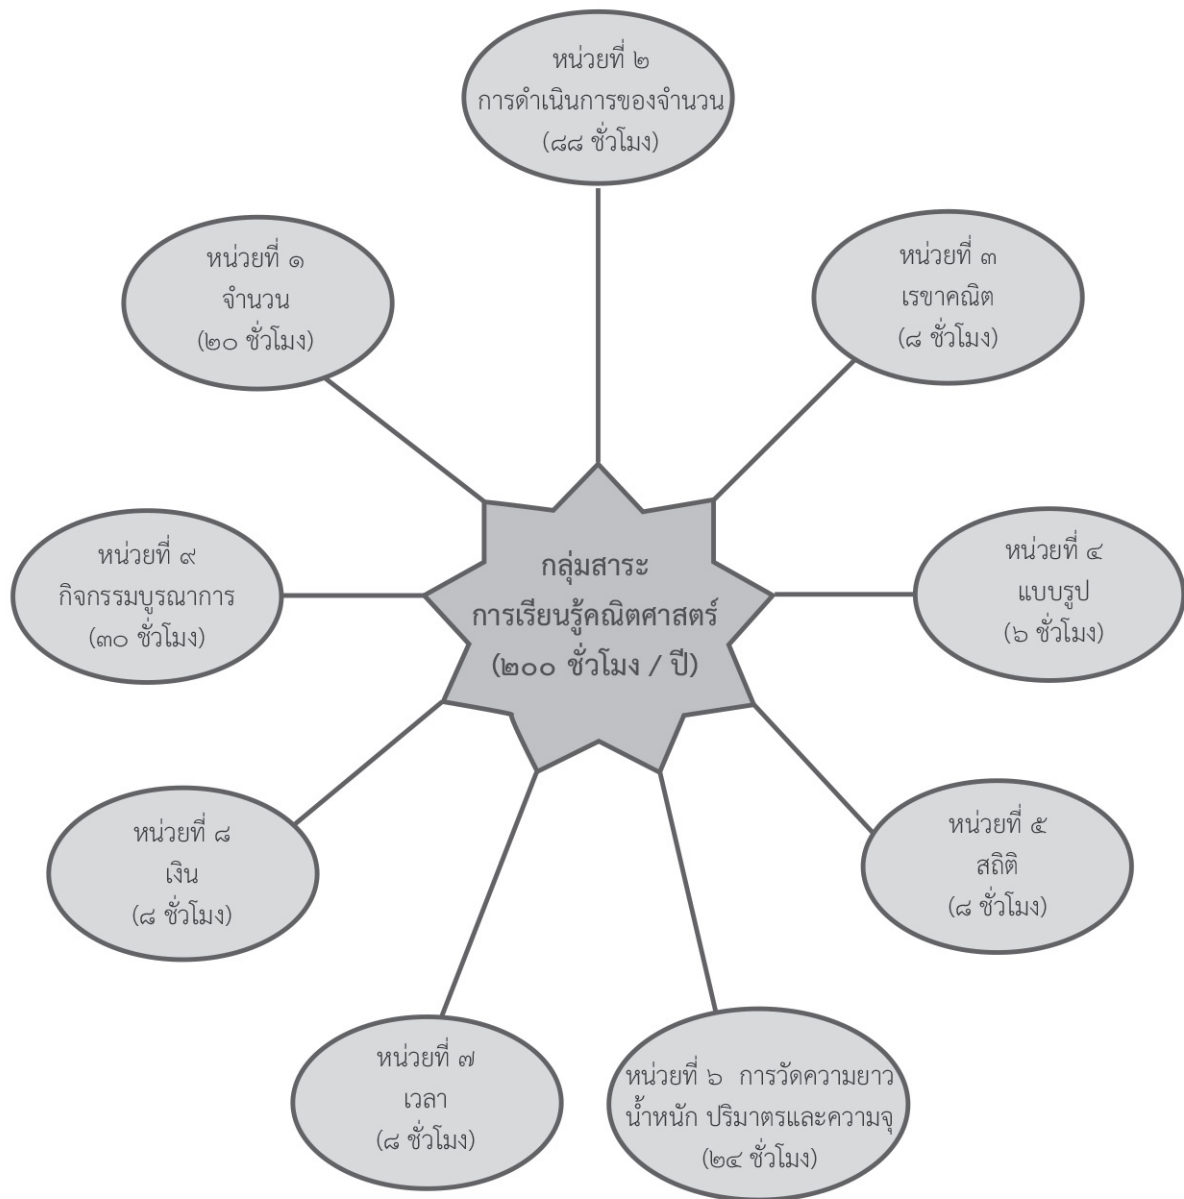 หน่วยที่ ๒
การดำเนินการของจำนวน
(๘๘ ชั่วโมง)
หน่วยที่ ๑
จำนวน
(๒๐ ชั่วโมง)
หน่วยที่ ๓
เรขาคณิต
(๘ ชั่วโมง)
หน่วยที่ ๙
กิจกรรมบูรณาการ
(๓๐ ชั่วโมง)
กลุ่มสาระ
การเรียนรู้คณิตศาสตร์
(๒๐๐ ชั่วโมง / ปี)
หน่วยที่ ๔
แบบรูป
(๖ ชั่วโมง)
หน่วยที่ ๘
เงิน
(๘ ชั่วโมง)
หน่วยที่ ๕
สถิติ
(๘ ชั่วโมง)
หน่วยที่ ๗
เวลา
(๘ ชั่วโมง)
หน่วยที่ ๖ การวัดความยาว
น้ำหนัก ปริมาตรและความจุ
(๒๔ ชั่วโมง)